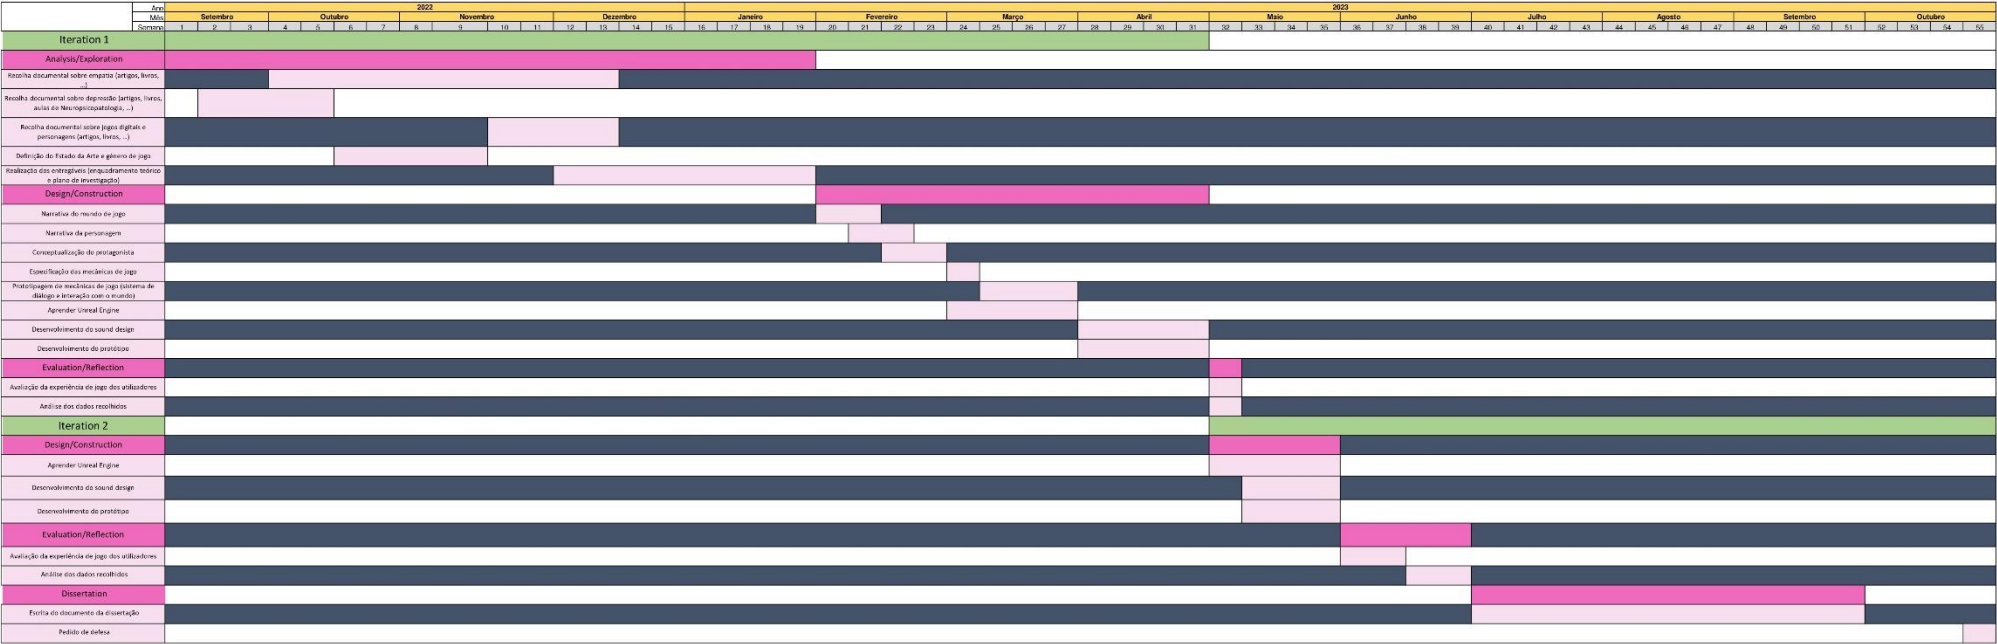 Ano 2022 2023
Mês Setembro Outubro Novembro Dezembro Janeiro Fevereiro Março Abril Maio Junho Julho Agosto Setembro Outubro
Semana 1 2 3 4 5 6 7 8 9 10 11 12 13 14 15 16 17 18 19 20 21 22 23 24 25 26 27 28 29 30 31 32 33 34 35 36 37 38 39 40 41 42 43 44 45 46 47 48 49 50 51 52 53 54 55
Iteration 1
Analysis/Exploration
Recolha documental sobre empatia (artigos, livros,
...)
Recolha documental sobre depressão (artigos, livros,
aulas de Neuropsicopatologia, ...)
Recolha documental sobre jogos digitais e
personagens (artigos, livros, ...)
Definição do Estado da Arte e género de jogo
Realização dos entregáveis (enquadramento teórico
e plano de investigação)
Design/Construction
Narrativa do mundo de jogo
Narrativa da personagem
Conceptualização do protagonista
Especificação das mecânicas de jogo
Prototipagem de mecânicas de jogo (sistema de
diálogo e interação com o mundo)
Aprender Unreal Engine
Desenvolvimento do sound design
Desenvolvimento do protótipo
Evaluation/Reflection
Avaliação da experiência de jogo dos utilizadores
Análise dos dados recolhidos
Iteration 2
Design/Construction
Aprender Unreal Engine
Desenvolvimento do sound design
Desenvolvimento do protótipo
Evaluation/Reflection
Avaliação da experiência de jogo dos utilizadores
Análise dos dados recolhidos
Dissertation
Escrita do documento da dissertação
Pedido de defesa